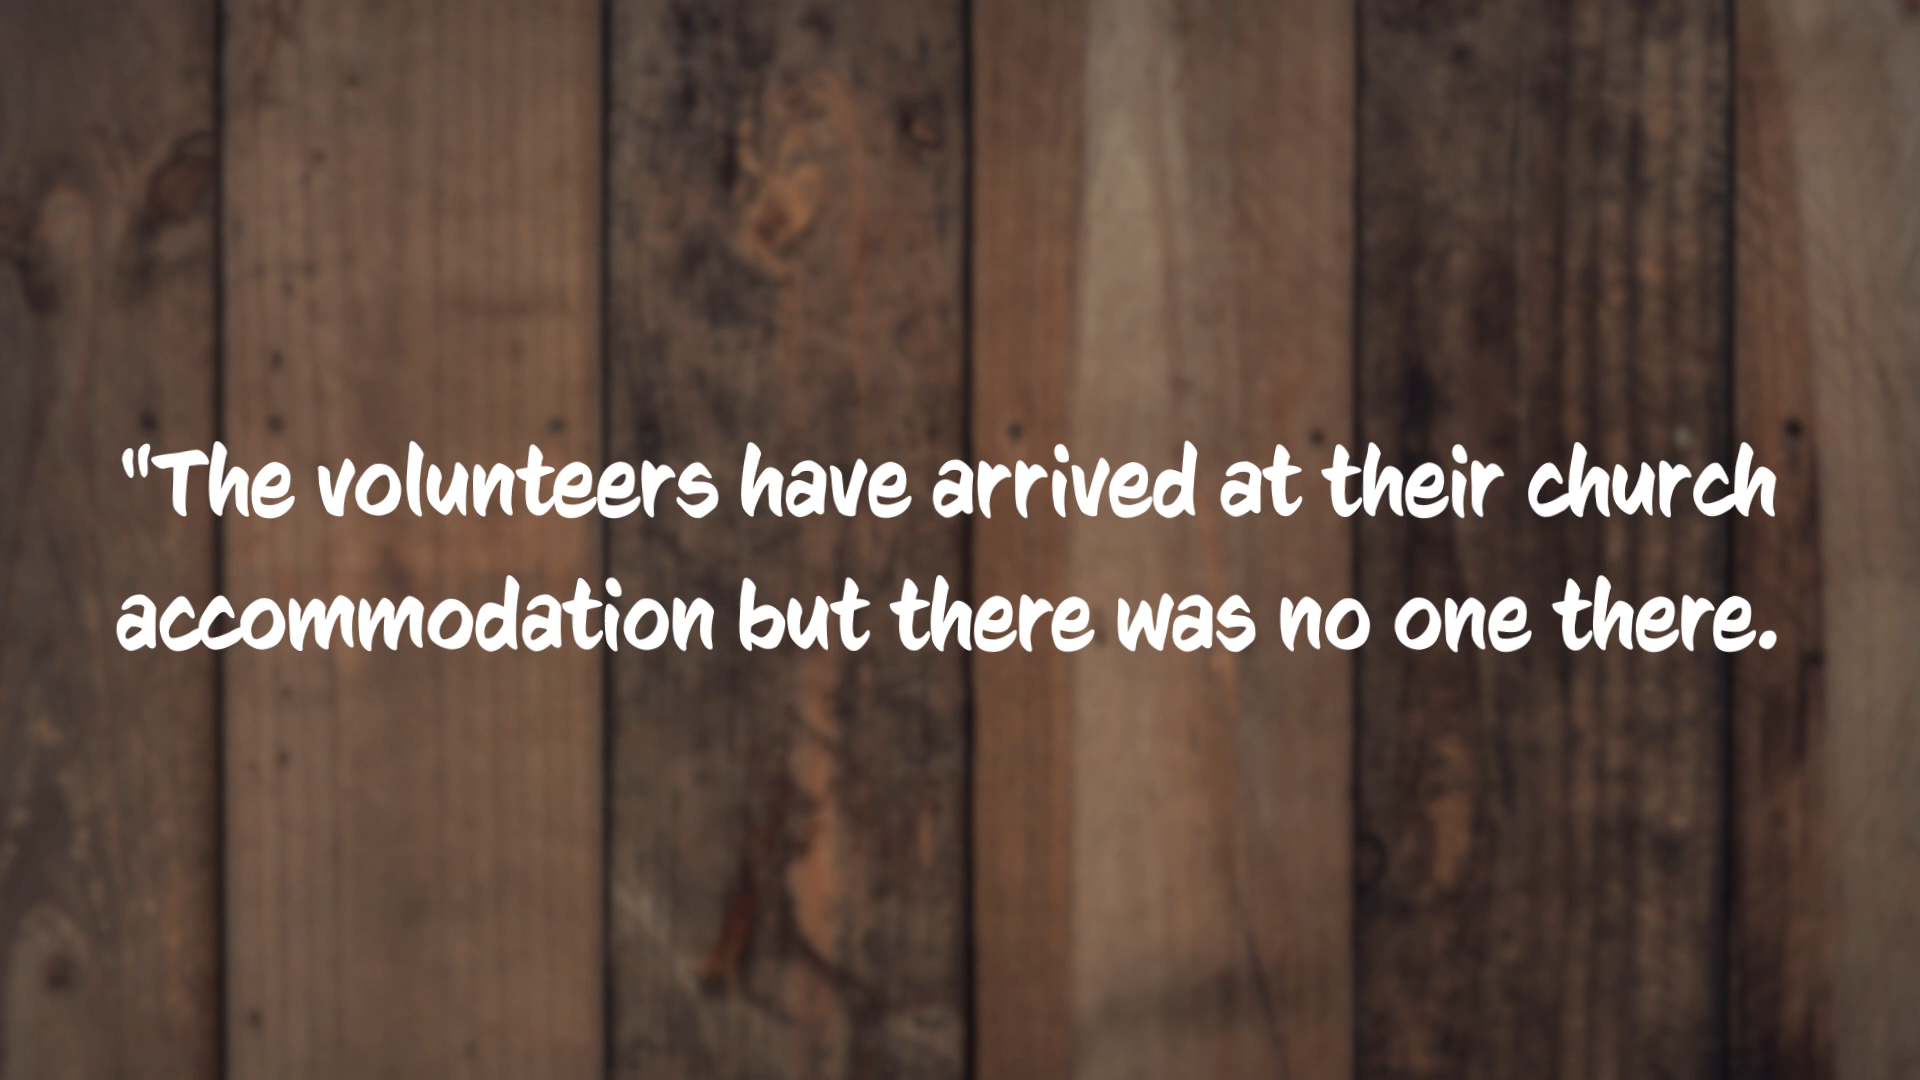 "The volunteers have arrived at their church
accommodation but there was no one there.